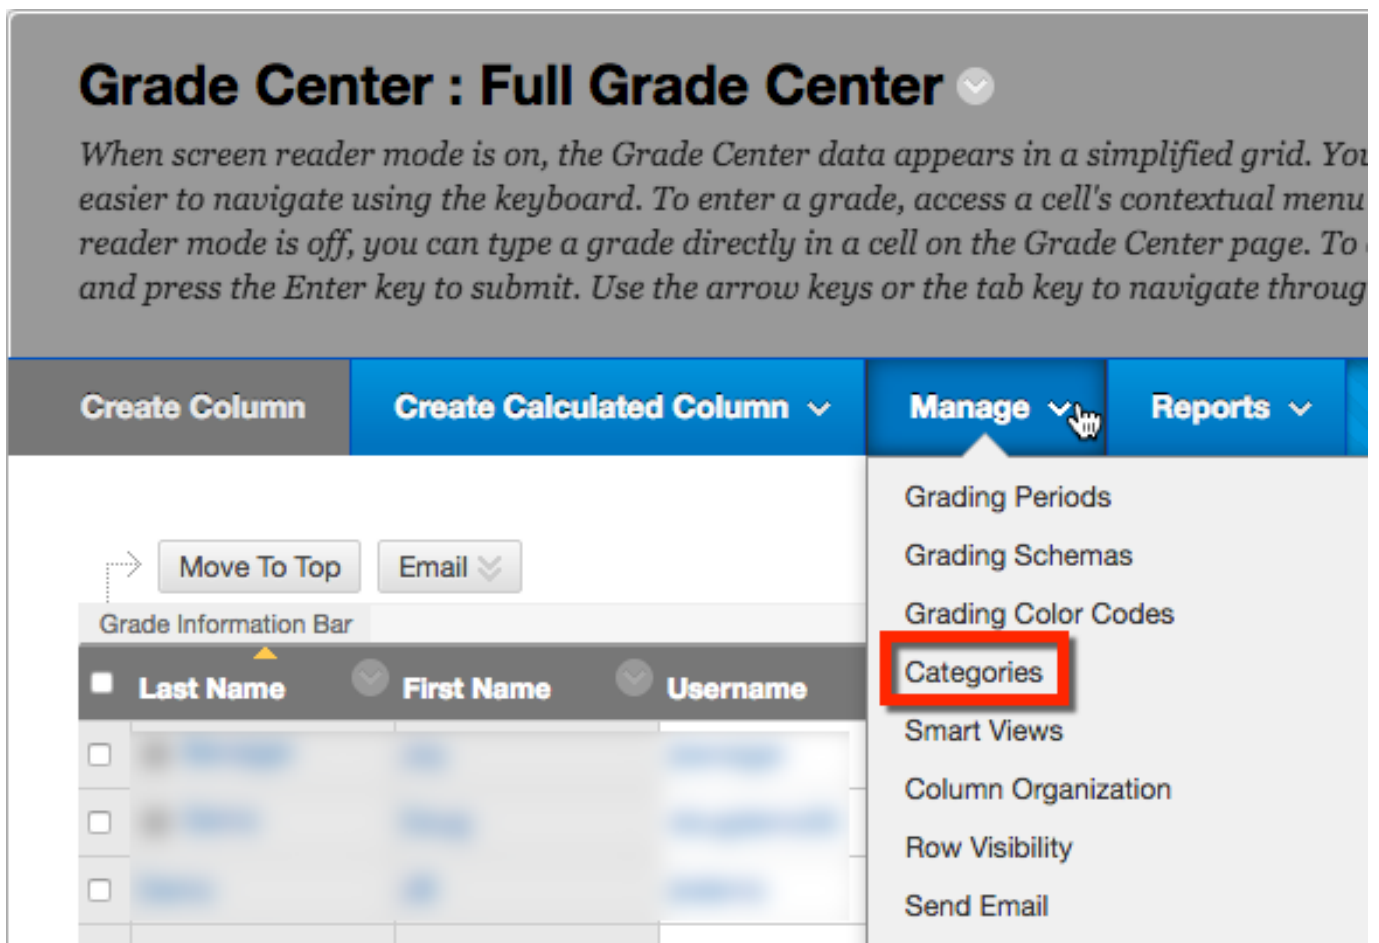 Grade Center : Full Grade Center
When screen reader mode is on, the Grade Center data appears in a simplified grid. You
easier to navigate using the keyboard. To enter a grade, access a cell's contextual menu
reader mode is off, you can type a grade directly in a cell on the Grade Center page. To
and press the Enter key to submit. Use the arrow keys or the tab key to navigate throug
Create Column
Create Calculated Column
Manage
Reports
Grading Periods
Grading Schemas
Grading Color Codes
Categories
Smart Views
Column Organization
Row Visibility
Send Email
Move To Top
Email
Grade Information Bar
Last Name
First Name
Username